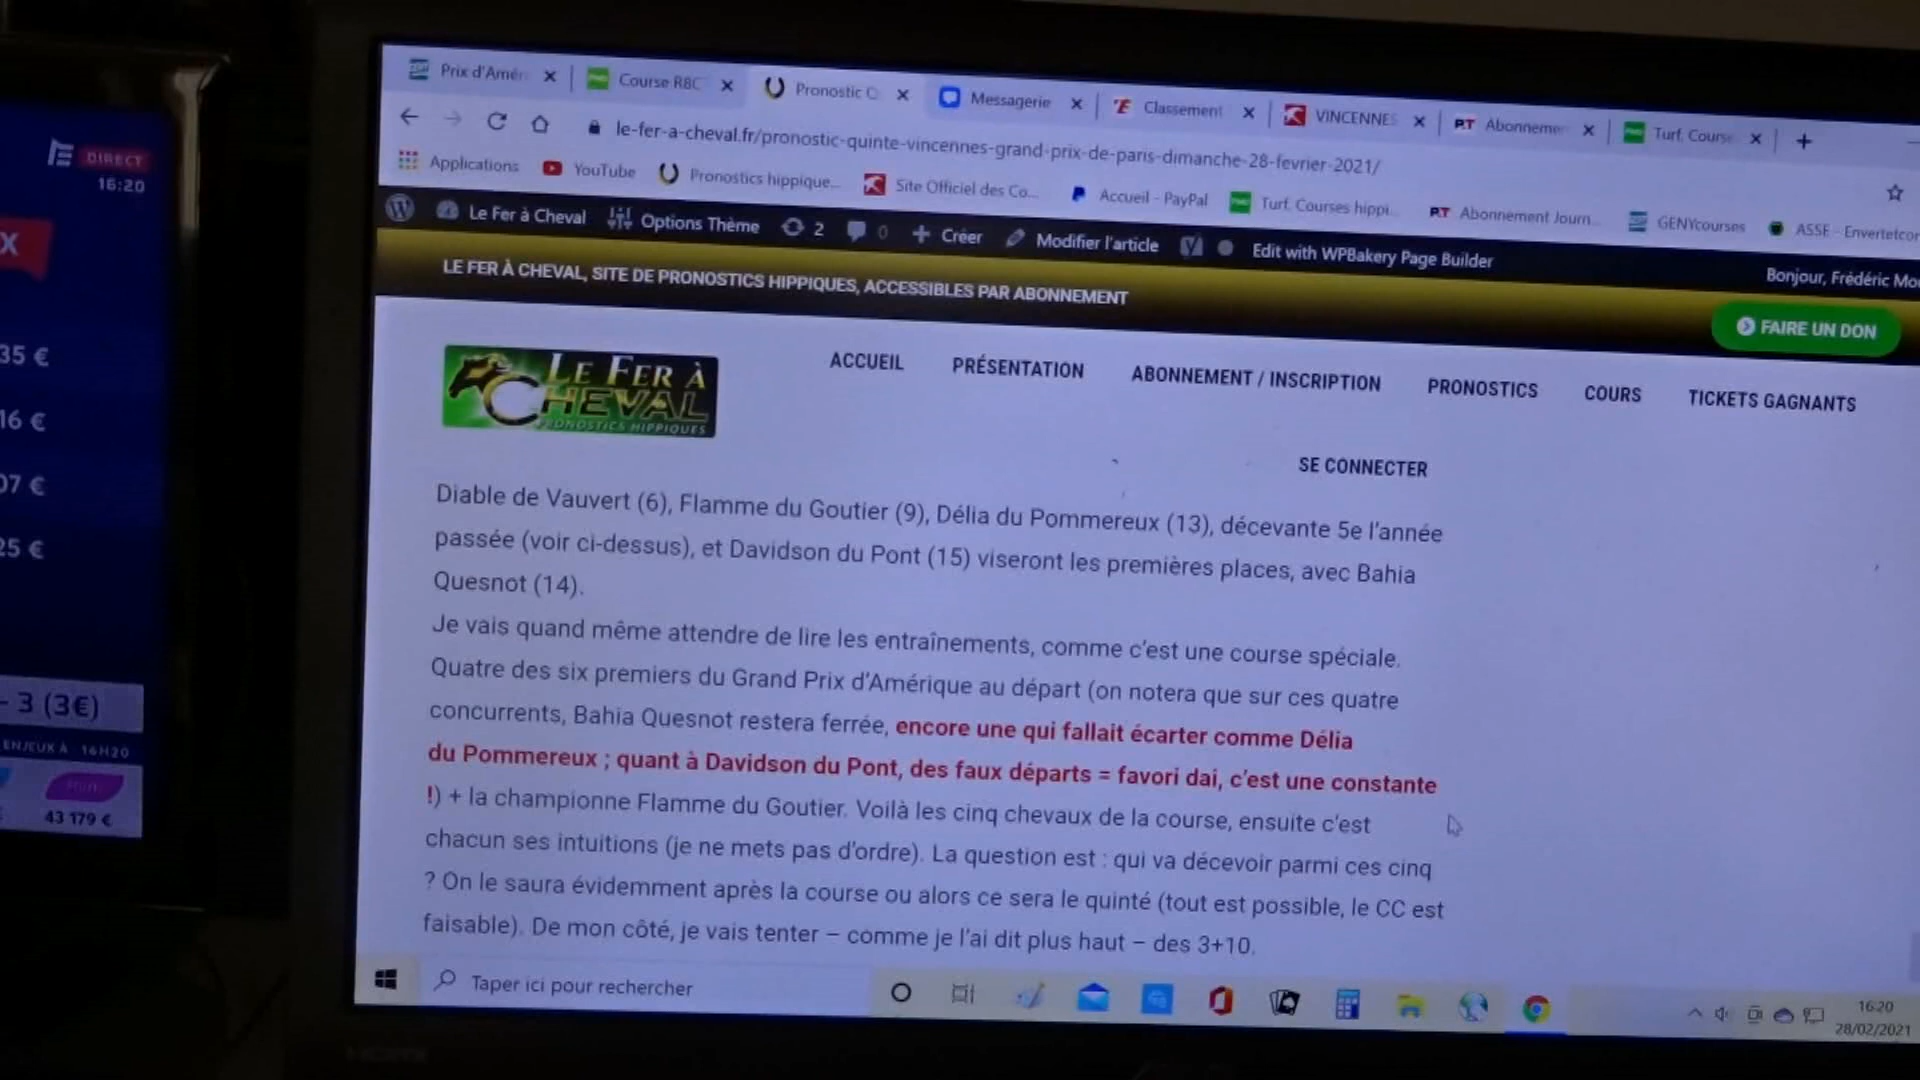 DIRECT
16:20
X
35 €
16 €
07 €
25 €
- 3 (3€)
ENJEUX À 16H20
43 179 €
Prix d'Amér
Course R8C
Pronostic Q
Messagerie
Classement
VINCENNES
P&T Abonneme
Turf. Course
le-fer-a-cheval.fr/pronostic-quinte-vincennes-grand-prix-de-paris-dimanche-28-fevrier-2021/
Applications
YouTube
Pronostics hippique...
Site Officiel des Co...
Accueil - PayPal
Turf. Courses hippi...
Abonnement Journ...
GENYcourses
ASSE - Envertetcon
Le Fer à Cheval
Options Thème
2
0
Créer
Modifier l'article
Edit with WPBakery Page Builder
Bonjour, Frédéric Mo
LE FER À CHEVAL, SITE DE PRONOSTICS HIPPIQUES, ACCESSIBLES PAR ABONNEMENT
FAIRE UN DON
LE FER À
CHEVAL
PRONOSTICS HIPPIQUES
ACCUEIL
PRÉSENTATION
ABONNEMENT / INSCRIPTION
PRONOSTICS
COURS
TICKETS GAGNANTS
SE CONNECTER
Diable de Vauvert (6), Flamme du Goutier (9), Délia du Pommereux (13), décevante 5e l'année
passée (voir ci-dessus), et Davidson du Pont (15) viseront les premières places, avec Bahia
Quesnot (14).
Je vais quand même attendre de lire les entraînements, comme c'est une course spéciale.
Quatre des six premiers du Grand Prix d'Amérique au départ (on notera que sur ces quatre
concurrents, Bahia Quesnot restera ferrée, encore une qui fallait écarter comme Délia
du Pommereux ; quant à Davidson du Pont, des faux départs = favori dai, c'est une constante
!) + la championne Flamme du Goutier. Voilà les cinq chevaux de la course, ensuite c'est
chacun ses intuitions (je ne mets pas d'ordre). La question est : qui va décevoir parmi ces cinq
? On le saura évidemment après la course ou alors ce sera le quinté (tout est possible, le CC est
faisable). De mon côté, je vais tenter – comme je l'ai dit plus haut – des 3+10.
Taper ici pour rechercher
16:20
28/02/2021